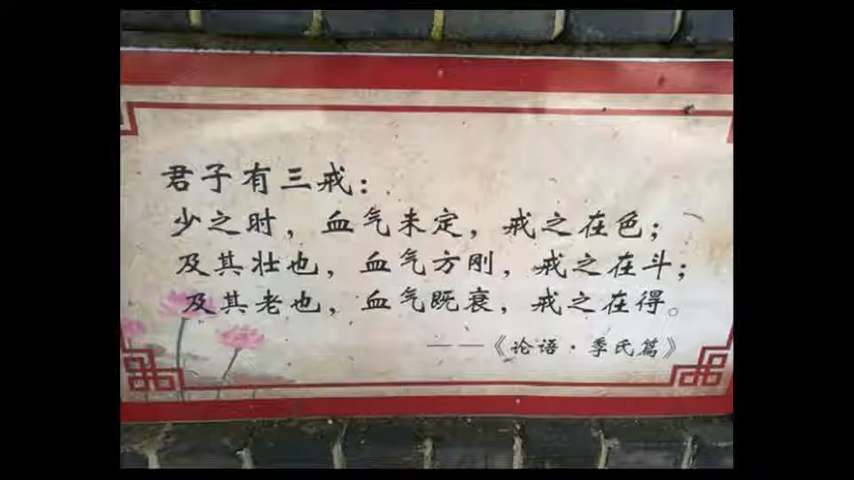 君子有三戒：
少之时，血气未定，戒之在色；
及其壮也，血气方刚，戒之在斗；
及其老也，血气既衰，戒之在得。
——《论语·季氏篇》